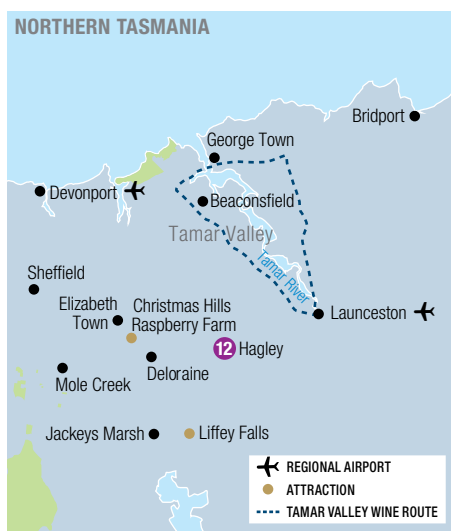 NORTHERN TASMANIA
Bridport
George Town
Devonport
Beaconsfield
Tamar Valley
Tamar River
Sheffield
Elizabeth
Town
Christmas Hills
Raspberry Farm
Launceston
12 Hagley
Deloraine
Mole Creek
Jackeys Marsh
Liffey Falls
REGIONAL AIRPORT
ATTRACTION
TAMAR VALLEY WINE ROUTE